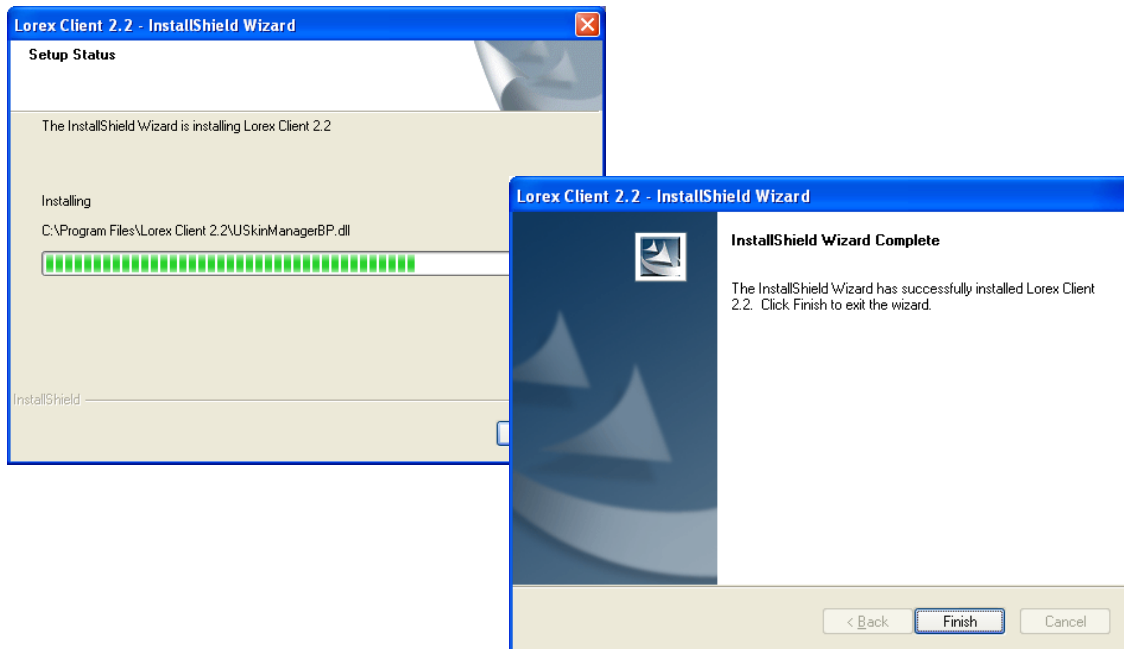 Lorex Client 2.2 - InstallShield Wizard
Setup Status
The InstallShield Wizard is installing Lorex Client 2.2
Installing
C:\Program Files\Lorex Client 2.2\USkinManagerBP.dll
InstallShield
Lorex Client 2.2 - InstallShield Wizard
InstallShield Wizard Complete
The InstallShield Wizard has successfully installed Lorex Client
2.2. Click Finish to exit the wizard.
< Back Finish Cancel